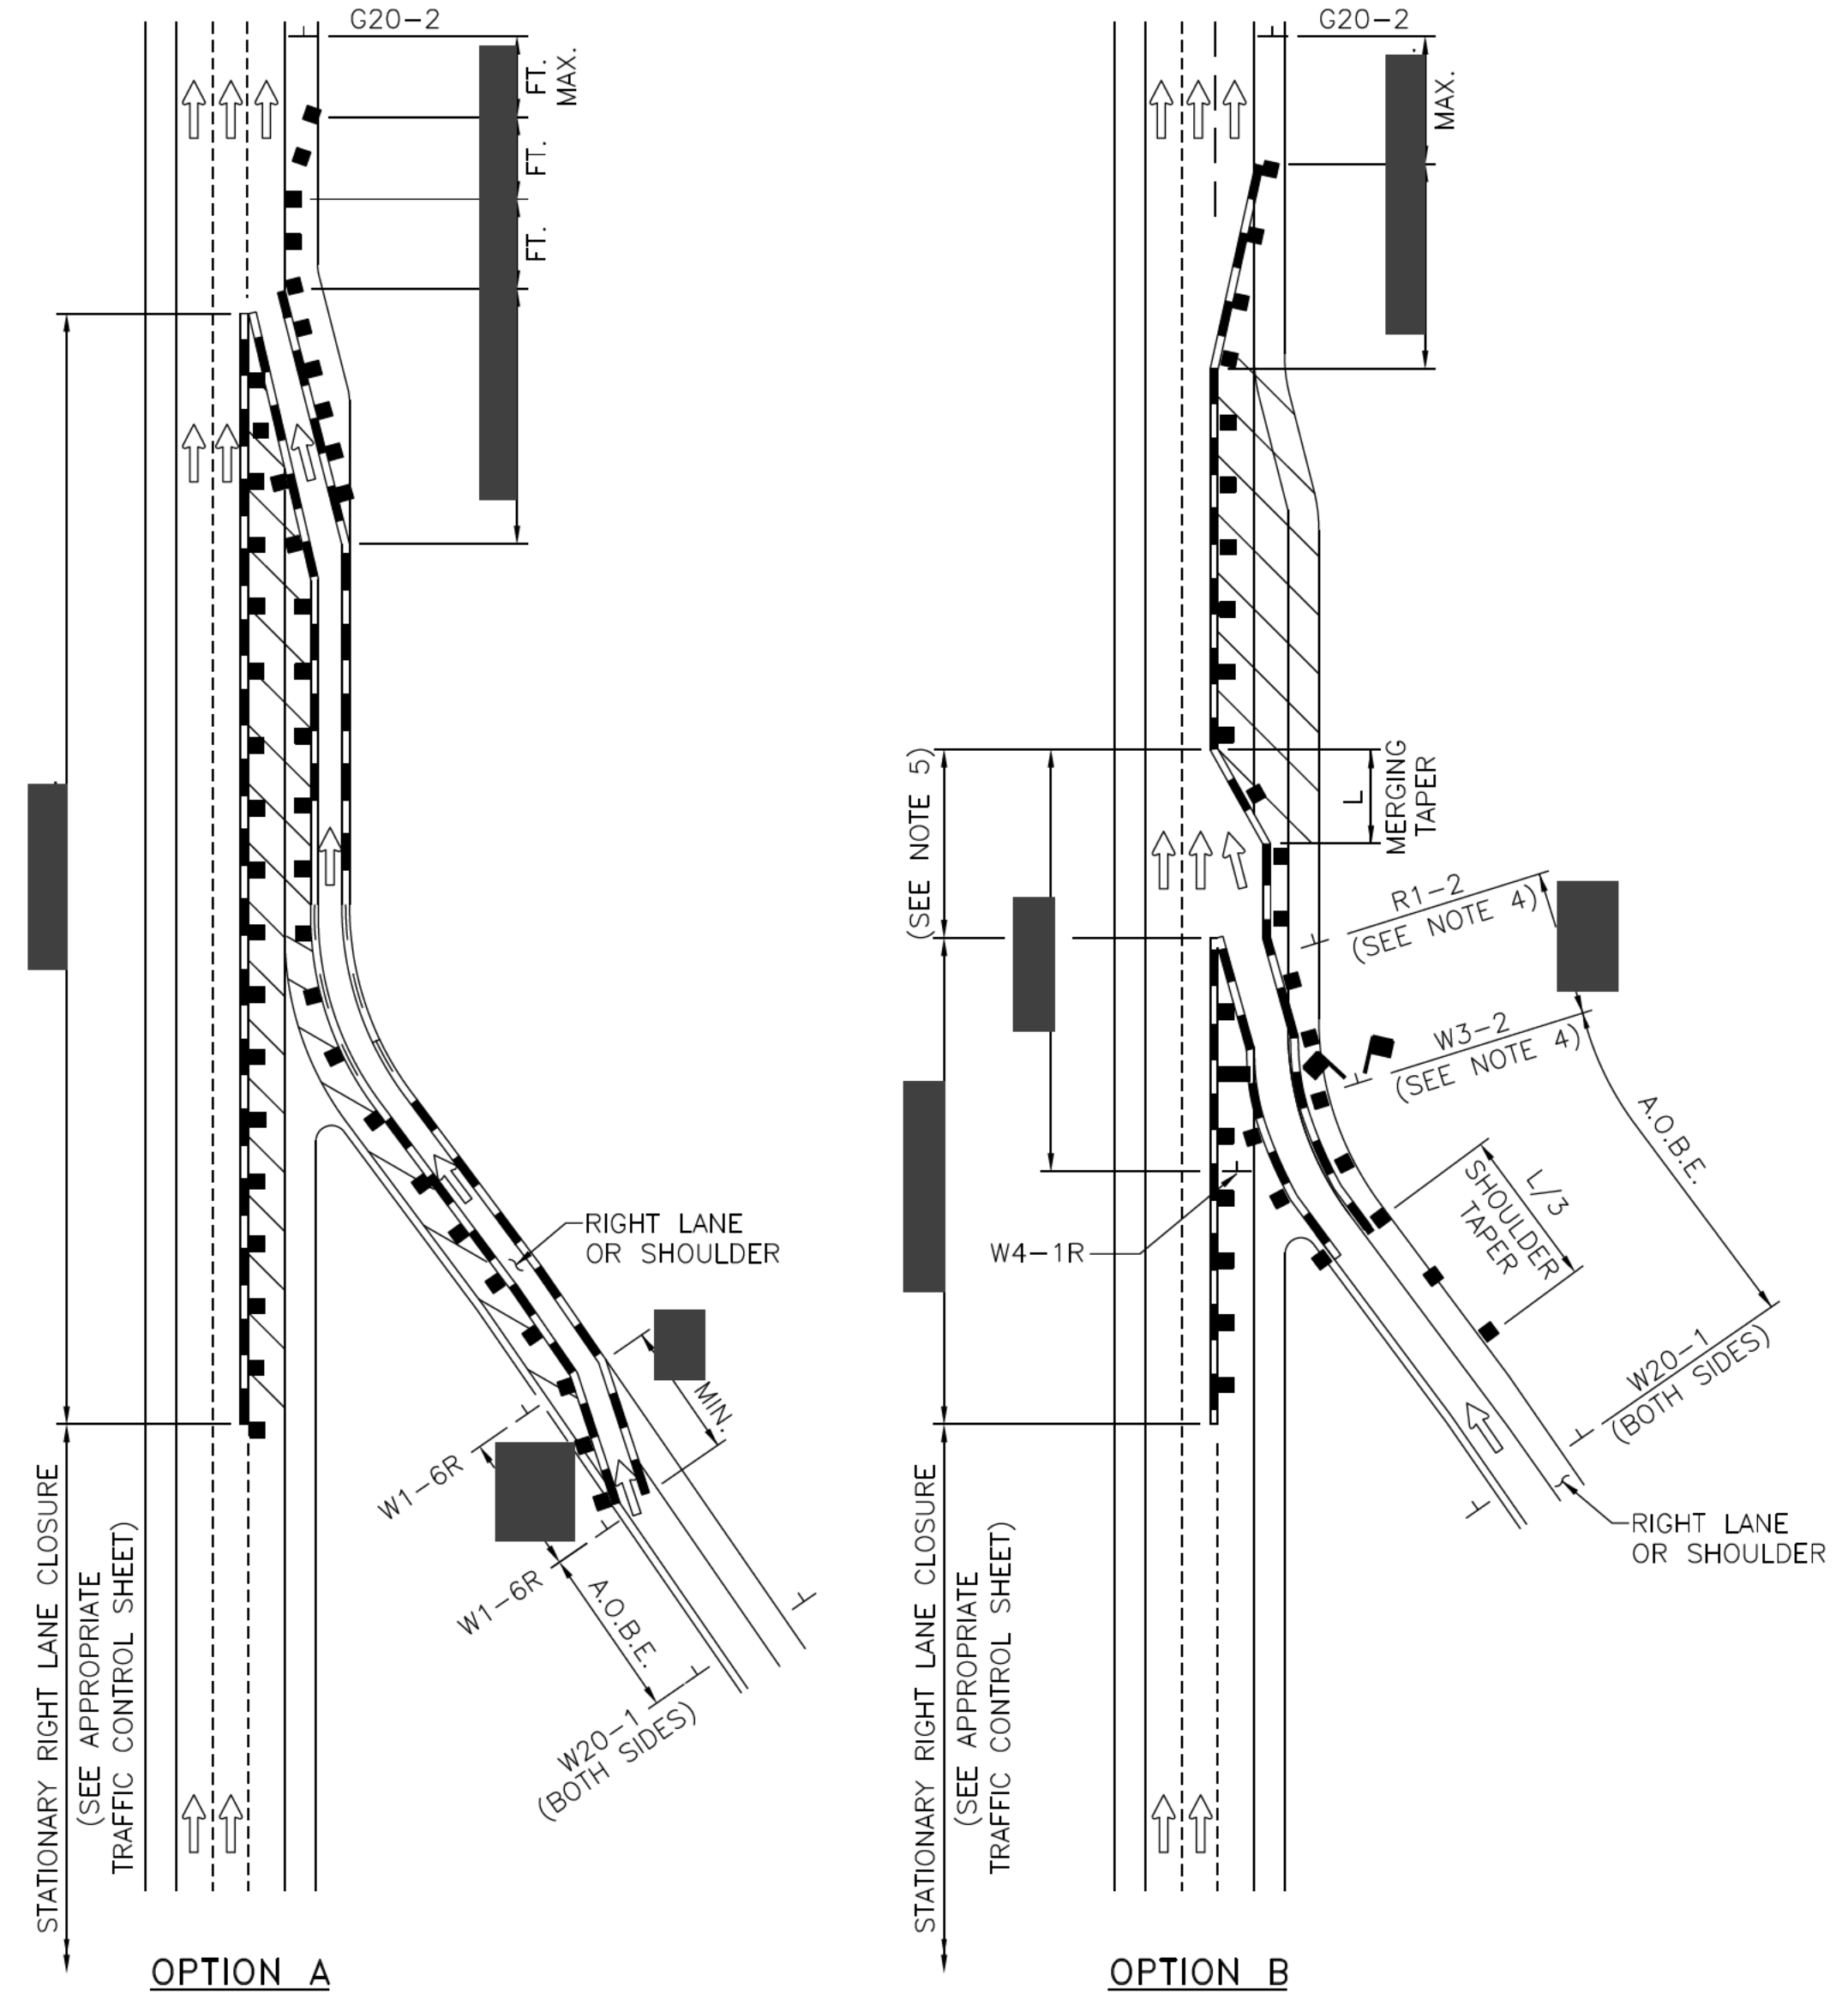 G20-2
FT.
MAX.
FT.
FT.
RIGHT LANE
OR SHOULDER
MIN.
W1-6R
W1-6R
A.O.B.E.
W20-1
(BOTH SIDES)
STATIONARY RIGHT LANE CLOSURE
(SEE APPROPRIATE
TRAFFIC CONTROL SHEET)
OPTION A
G20-2
MAX.
(SEE NOTE 5)
L
MERGING
TAPER
R1-2
(SEE NOTE 4)
W3-2
(SEE NOTE 4)
A.O.B.E.
L/3
SHOULDER
TAPER
W4-1R
W20-1
(BOTH SIDES)
RIGHT LANE
OR SHOULDER
STATIONARY RIGHT LANE CLOSURE
(SEE APPROPRIATE
TRAFFIC CONTROL SHEET)
OPTION B